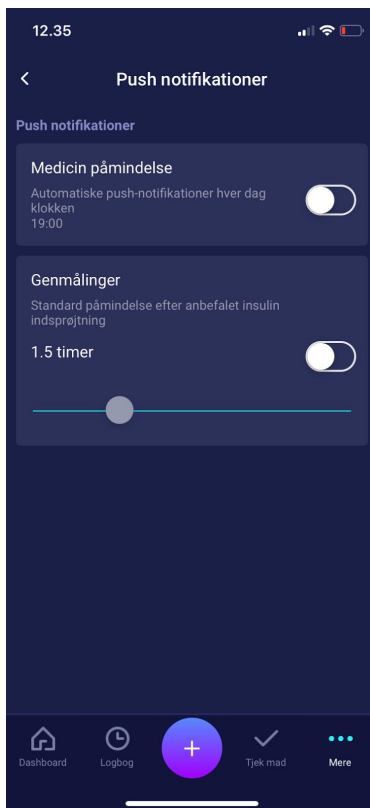 12.35
Push notifikationer
Push notifikationer
Medicin påmindelse
Automatiske push-notifikationer hver dag
klokken
19:00
Genmålinger
Standard påmindelse efter anbefalet insulin
indsprøjtning
1.5 timer
Dashboard
Logbog
Tjek mad
Mere